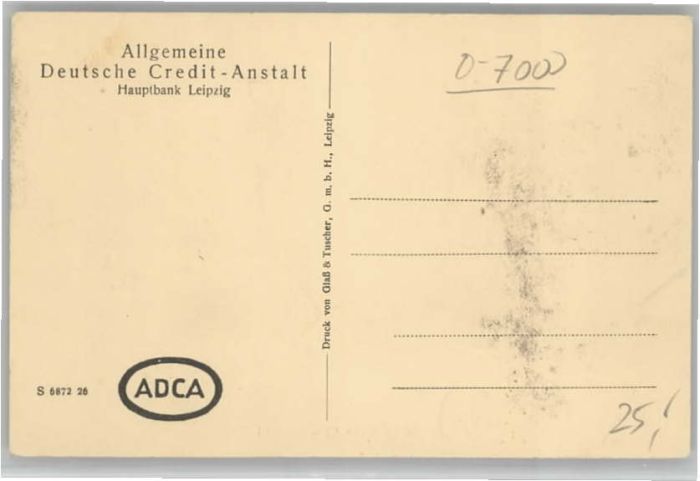 Allgemeine
Deutsche Credit-Anstalt
Hauptbank Leipzig
S 6872 26
ADCA
Druck von Glaß & Tuscher, G. m. b. H., Leipzig
0-7000
25,